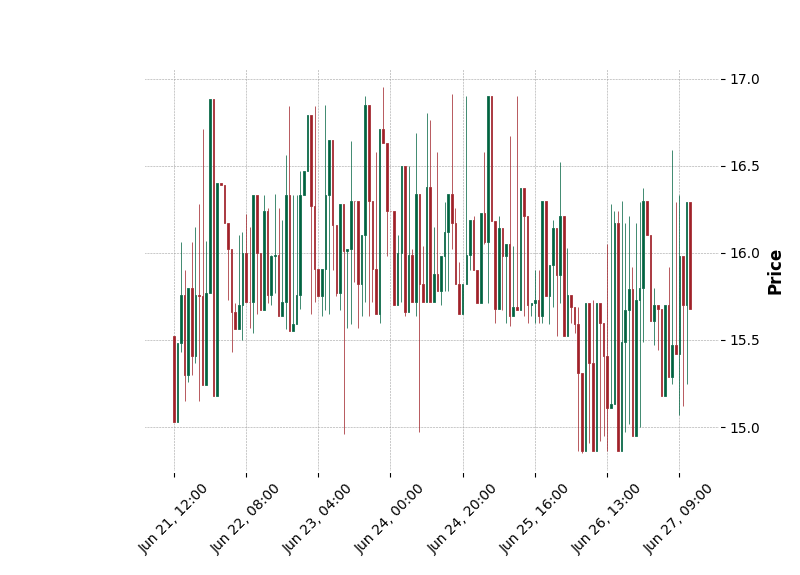 17.0
16.5
16.0
15.5
15.0
Price
Jun 21, 12:00
Jun 22, 08:00
Jun 23, 04:00
Jun 24, 00:00
Jun 24, 20:00
Jun 25, 16:00
Jun 26, 13:00
Jun 27, 09:00